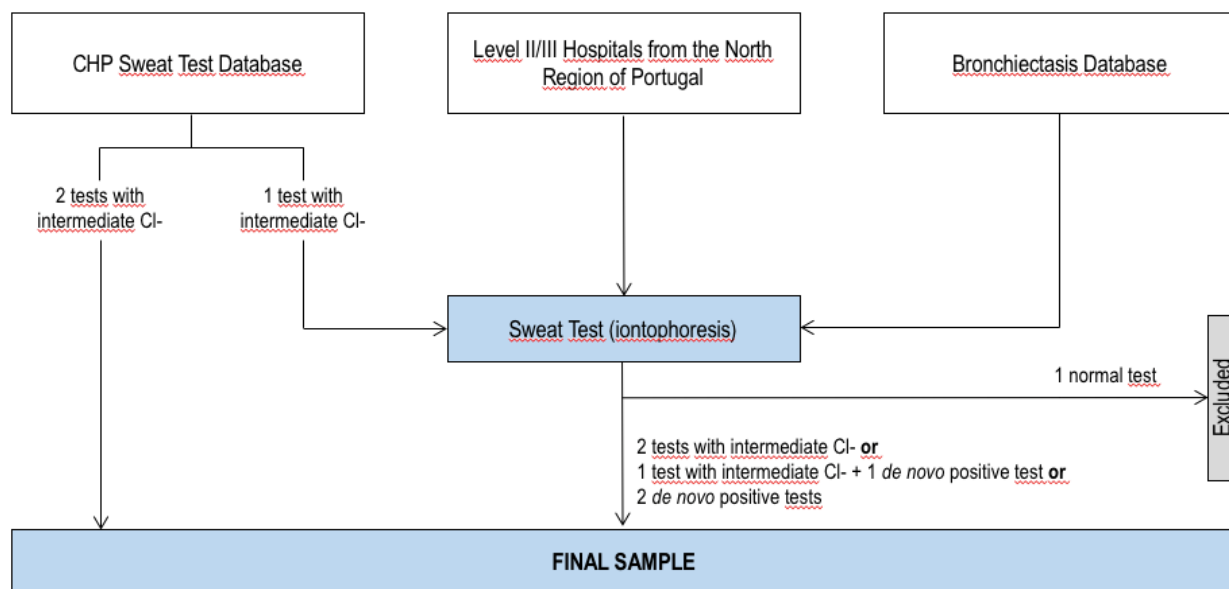 CHP Sweat Test Database
Level II/III Hospitals from the North
Region of Portugal
Bronchiectasis Database
2 tests with
intermediate Cl-
1 test with
intermediate Cl-
Sweat Test (iontophoresis)
1 normal test
Excluded
2 tests with intermediate Cl- or
1 test with intermediate Cl- + 1 de novo positive test or
2 de novo positive tests
FINAL SAMPLE